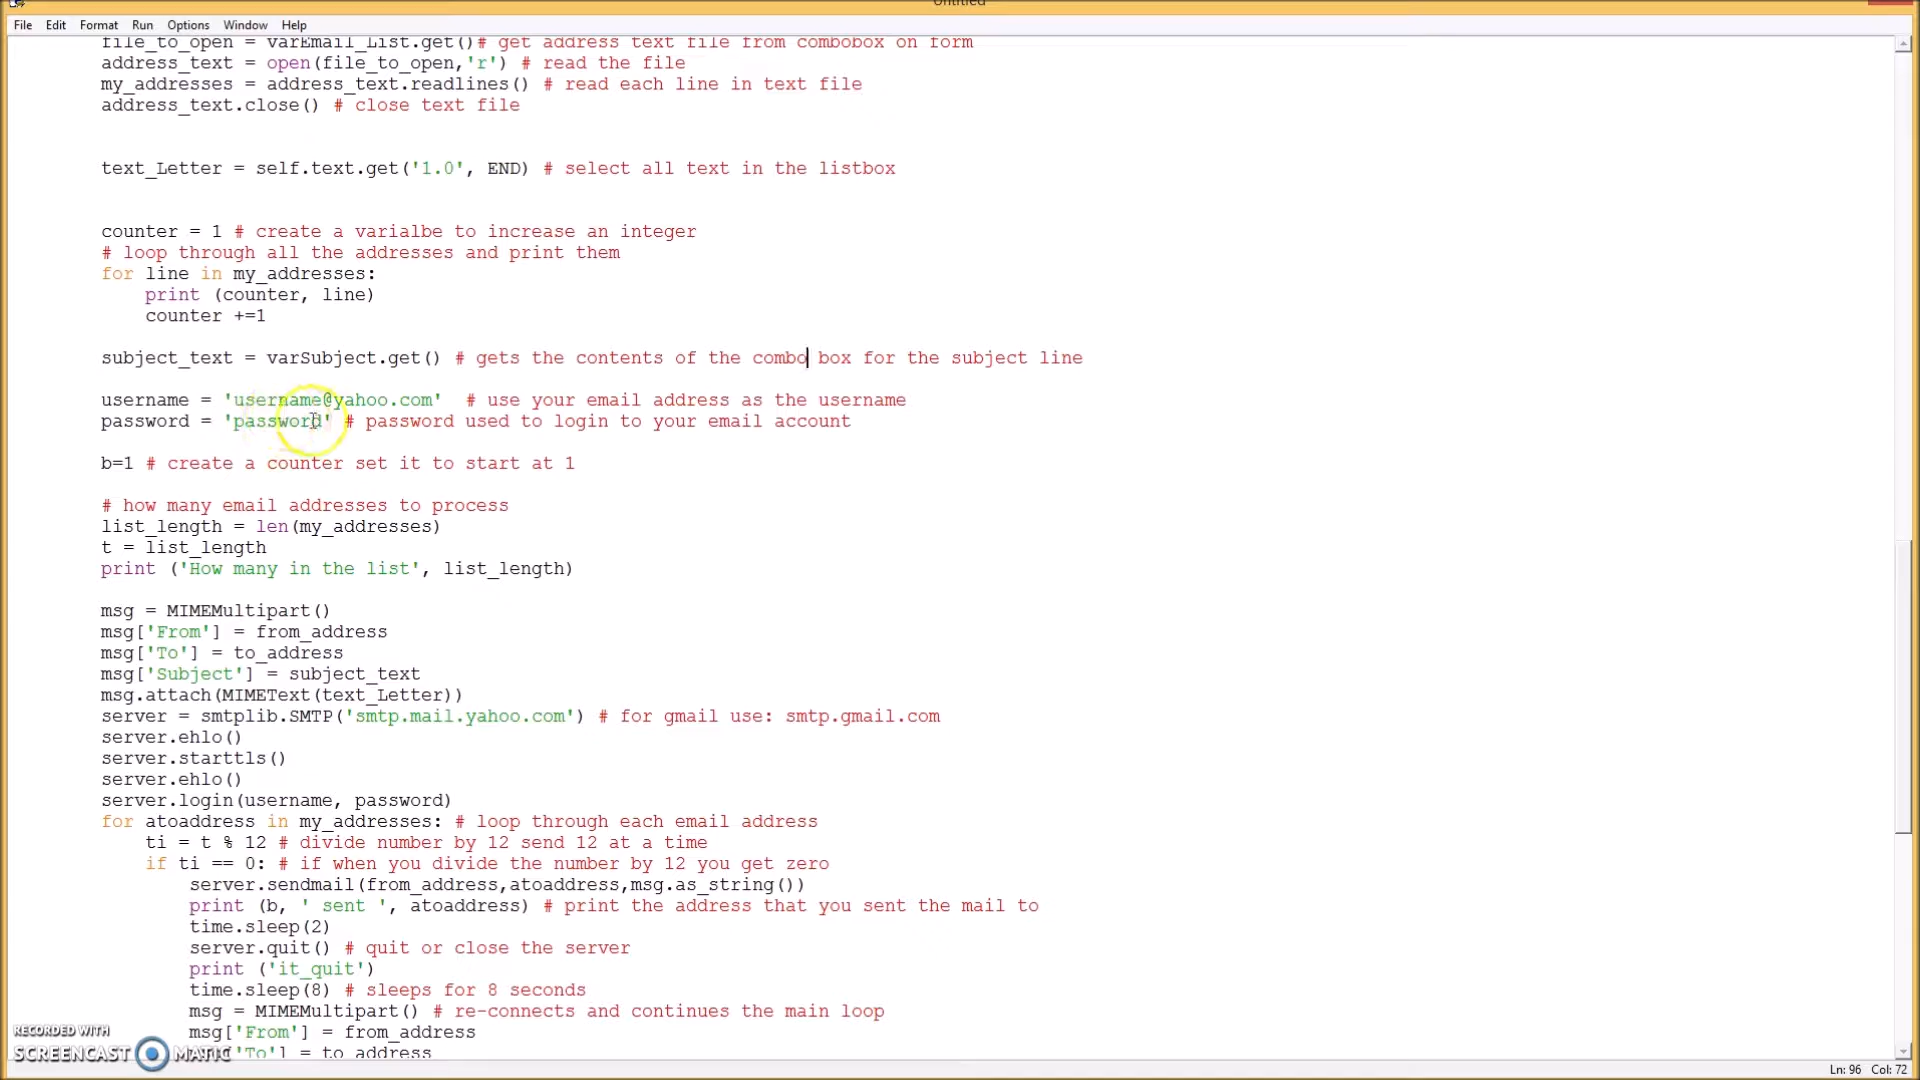 Untitled
File Edit Format Run Options Window Help
file_to_open = varEmail_List.get()# get address text file from combobox on form
address_text = open(file_to_open,'r') # read the file
my_addresses = address_text.readlines() # read each line in text file
address_text.close() # close text file
text_Letter = self.text.get('1.0', END) # select all text in the listbox
counter = 1 # create a varialbe to increase an integer
# loop through all the addresses and print them
for line in my_addresses:
print (counter, line)
counter +=1
subject_text = varSubject.get() # gets the contents of the combo box for the subject line
username = 'username@yahoo.com' # use your email address as the username
password = 'password' # password used to login to your email account
b=1 # create a counter set it to start at 1
# how many email addresses to process
list_length = len(my_addresses)
t = list_length
print ('How many in the list', list_length)
msg = MIMEMultipart()
msg['From'] = from_address
msg['To'] = to_address
msg['Subject'] = subject_text
msg.attach(MIMEText(text_Letter))
server = smtplib.SMTP('smtp.mail.yahoo.com') # for gmail use: smtp.gmail.com
server.ehlo()
server.starttls()
server.ehlo()
server.login(username, password)
for atoaddress in my_addresses: # loop through each email address
ti = t % 12 # divide number by 12 send 12 at a time
if ti == 0: # if when you divide the number by 12 you get zero
server.sendmail(from_address,atoaddress,msg.as_string())
print (b, ' sent ', atoaddress) # print the address that you sent the mail to
time.sleep(2)
server.quit() # quit or close the server
print ('it_quit')
time.sleep(8) # sleeps for 8 seconds
msg = MIMEMultipart() # re-connects and continues the main loop
msg['From'] = from_address
'To'] = to_address
RECORDED WITH
SCREENCAST MATIC
Ln: 96 Col: 72